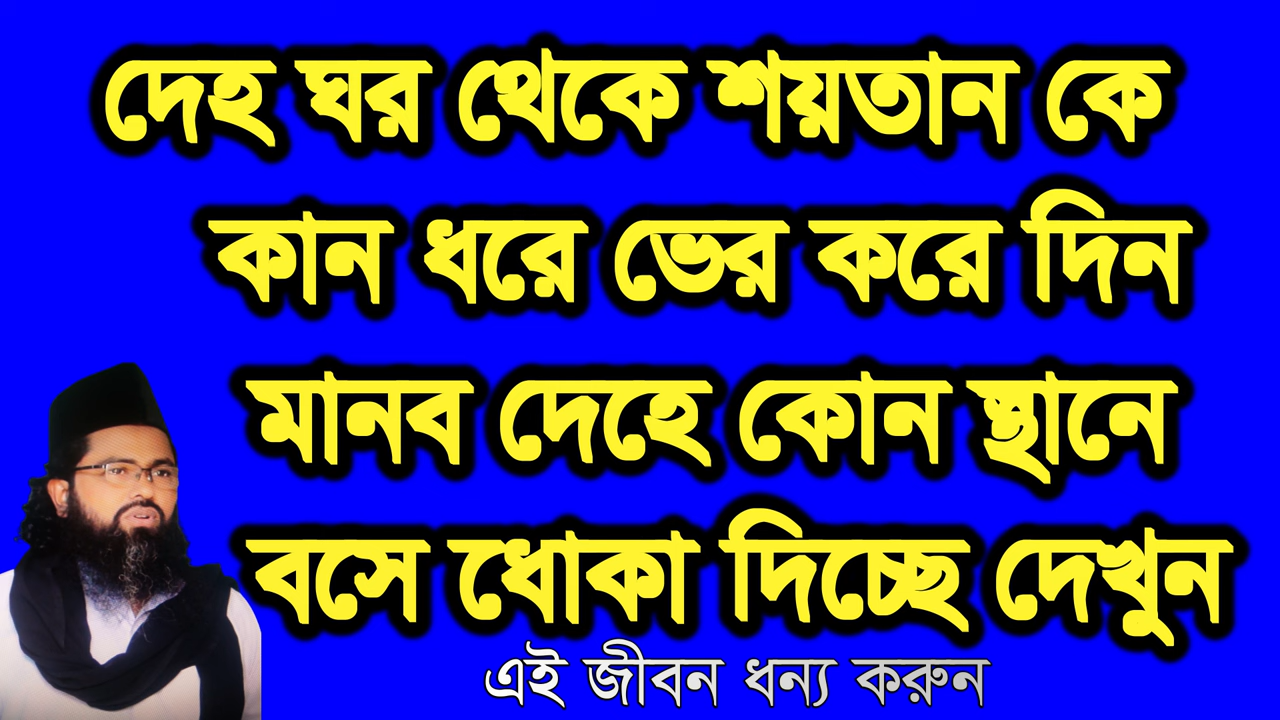 দেহ ঘর থেকে শয়তান কে
কান ধরে ভের করে দিন
মানব দেহে কোন স্থানে
বসে ধোকা দিচ্ছে দেখুন
এই জীবন ধন্য করুন